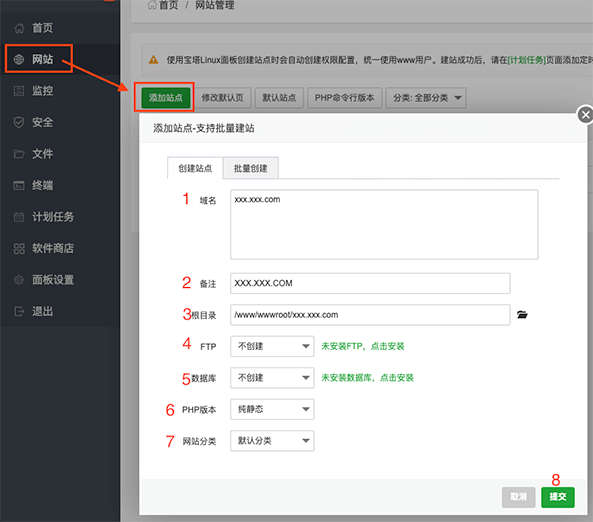 首页 / 网站管理
首页
网站
监控
安全
文件
终端
计划任务
软件商店
面板设置
退出
使用宝塔Linux面板创建站点时会自动创建权限配置，统一使用www用户。建站成功后，请在[计划任务]页面添加定时
添加站点 修改默认页 默认站点 PHP命令行版本 分类: 全部分类
添加站点-支持批量建站
创建站点 批量创建
1 域名 xxx.xxx.com
2 备注 XXX.XXX.COM
3 根目录 /www/wwwroot/xxx.xxx.com
4 FTP 不创建 未安装FTP，点击安装
5 数据库 不创建 未安装数据库，点击安装
6 PHP版本 纯静态
7 网站分类 默认分类
8
取消 提交